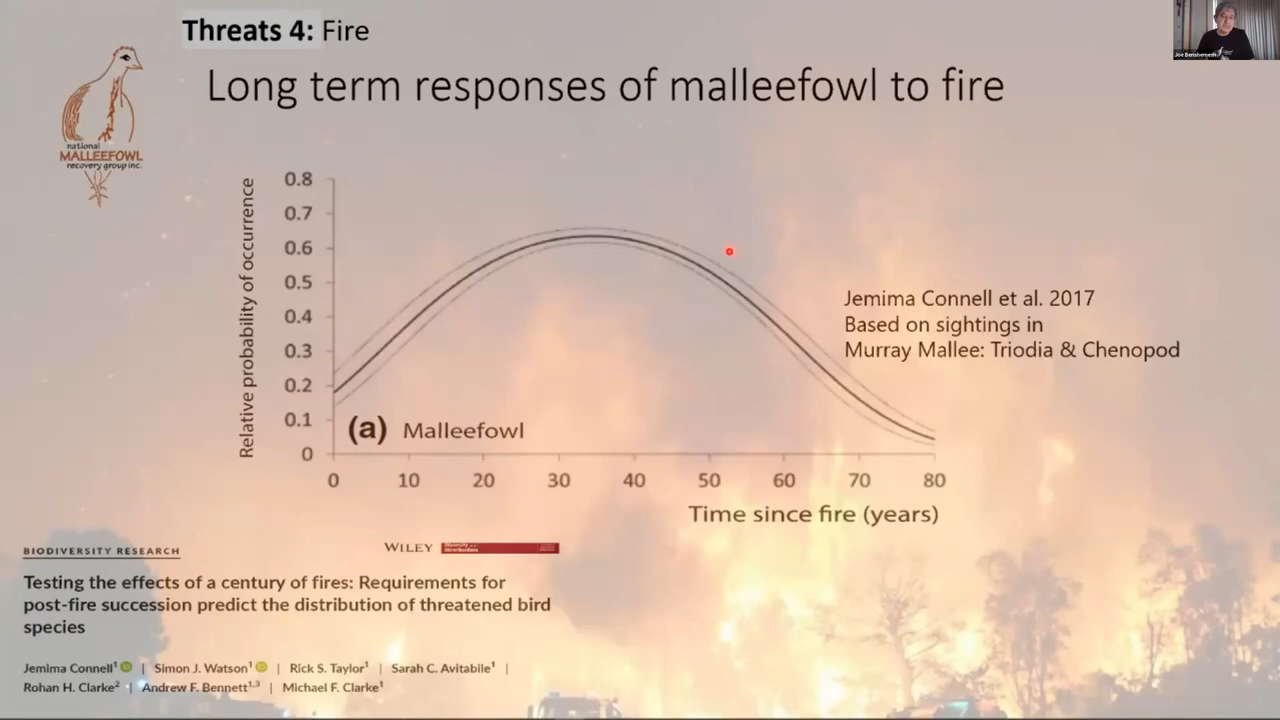 Threats 4: Fire
Joe Benshemesh
Long term responses of malleefowl to fire
national
MALLEEFOWL
recovery group inc.
Relative probability of occurrence
0.8
0.7
0.6
0.5
0.4
0.3
0.2
0.1
0
(a) Malleefowl
0 10 20 30 40 50 60 70 80
Time since fire (years)
Jemima Connell et al. 2017
Based on sightings in
Murray Mallee: Triodia & Chenopod
BIODIVERSITY RESEARCH
WILEY
Testing the effects of a century of fires: Requirements for
post-fire succession predict the distribution of threatened bird
species
Jemima Connell¹ | Simon J. Watson¹ | Rick S. Taylor¹ | Sarah C. Avitabile¹ |
Rohan H. Clarke² | Andrew F. Bennett¹,³ | Michael F. Clarke¹